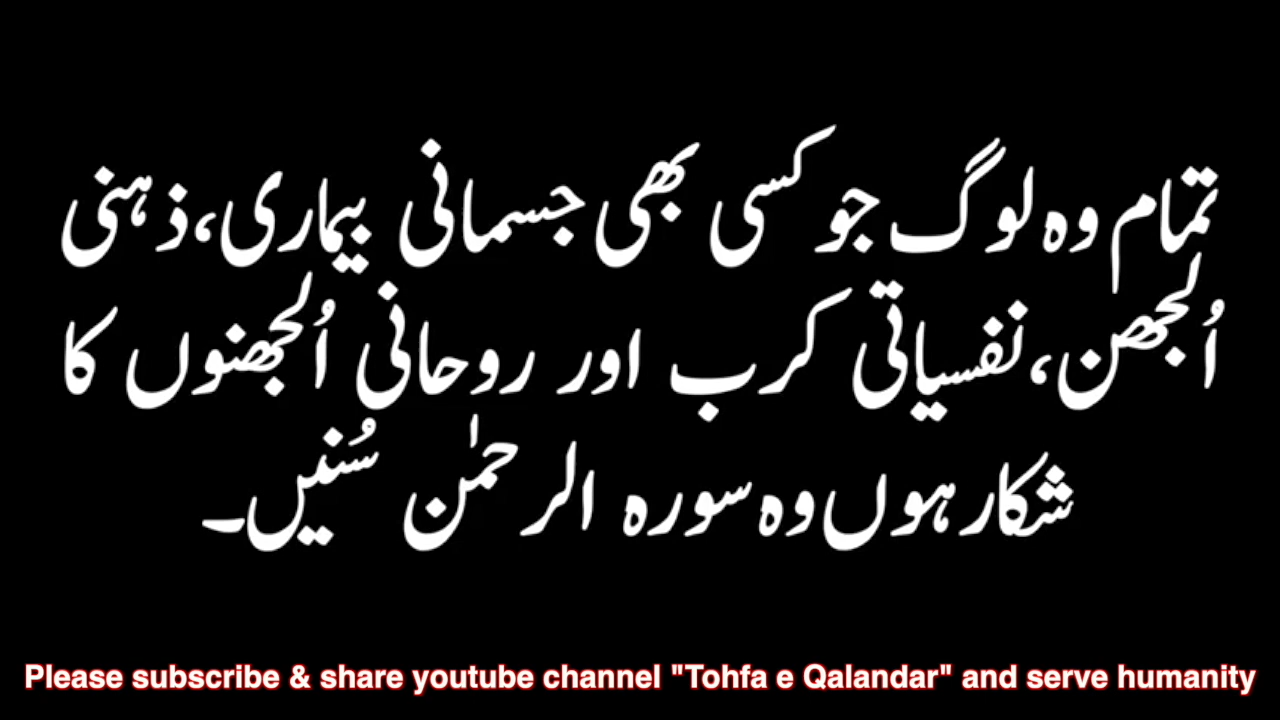 تمام وہ لوگ جو کسی بھی جسمانی بیماری، ذہنی
اُلجھن، نفسیاتی کرب اور روحانی اُلجھنوں کا
شکار ہوں وہ سورہ الرحمٰن سُنیں۔
Please subscribe & share youtube channel "Tohfa e Qalandar" and serve humanity